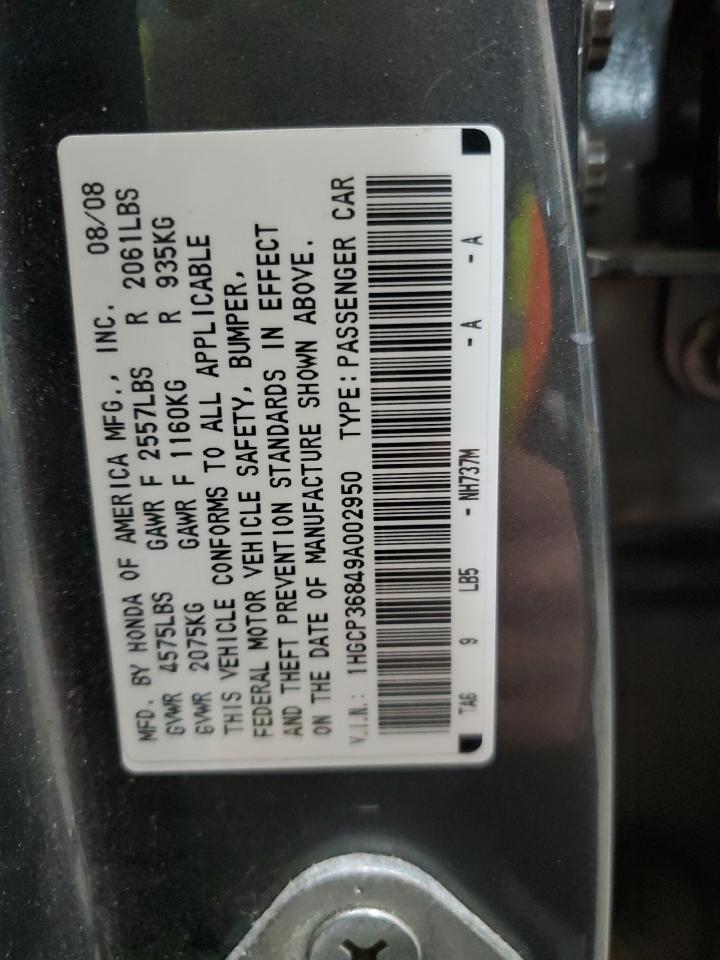 MFD. BY HONDA OF AMERICA MFG., INC. 08/08
GVWR 4575LBS GAWR F 2557LBS R 2061LBS
GVWR 2075KG GAWR F 1160KG R 935KG
THIS VEHICLE CONFORMS TO ALL APPLICABLE
FEDERAL MOTOR VEHICLE SAFETY, BUMPER,
AND THEFT PREVENTION STANDARDS IN EFFECT
ON THE DATE OF MANUFACTURE SHOWN ABOVE.
V.I.N.: 1HGCP36849A002950 TYPE: PASSENGER CAR
TA6 9 LB5 - NH737M - A - A